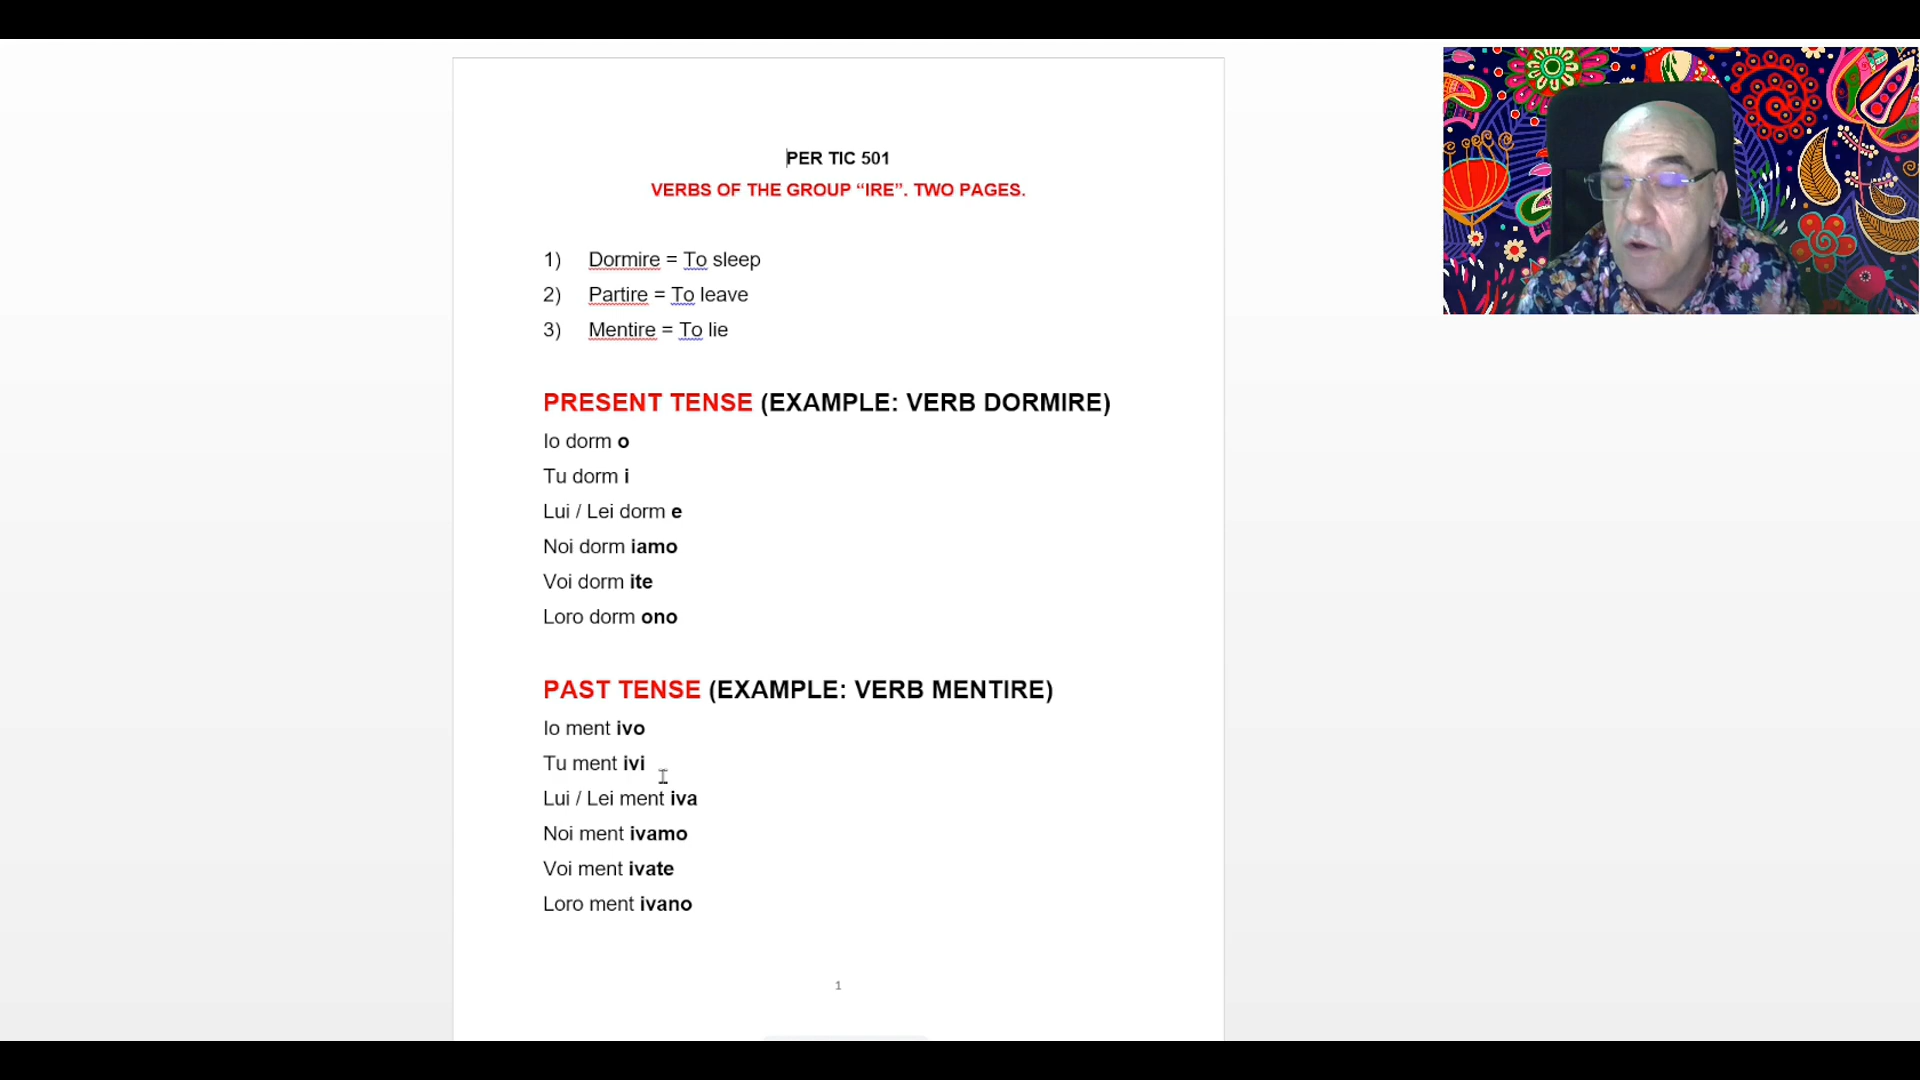 PER TIC 501
VERBS OF THE GROUP “IRE”. TWO PAGES.
1) Dormire = To sleep
2) Partire = To leave
3) Mentire = To lie
PRESENT TENSE (EXAMPLE: VERB DORMIRE)
Io dorm o
Tu dorm i
Lui / Lei dorm e
Noi dorm iamo
Voi dorm ite
Loro dorm ono
PAST TENSE (EXAMPLE: VERB MENTIRE)
Io ment ivo
Tu ment ivi
Lui / Lei ment iva
Noi ment ivamo
Voi ment ivate
Loro ment ivano
1